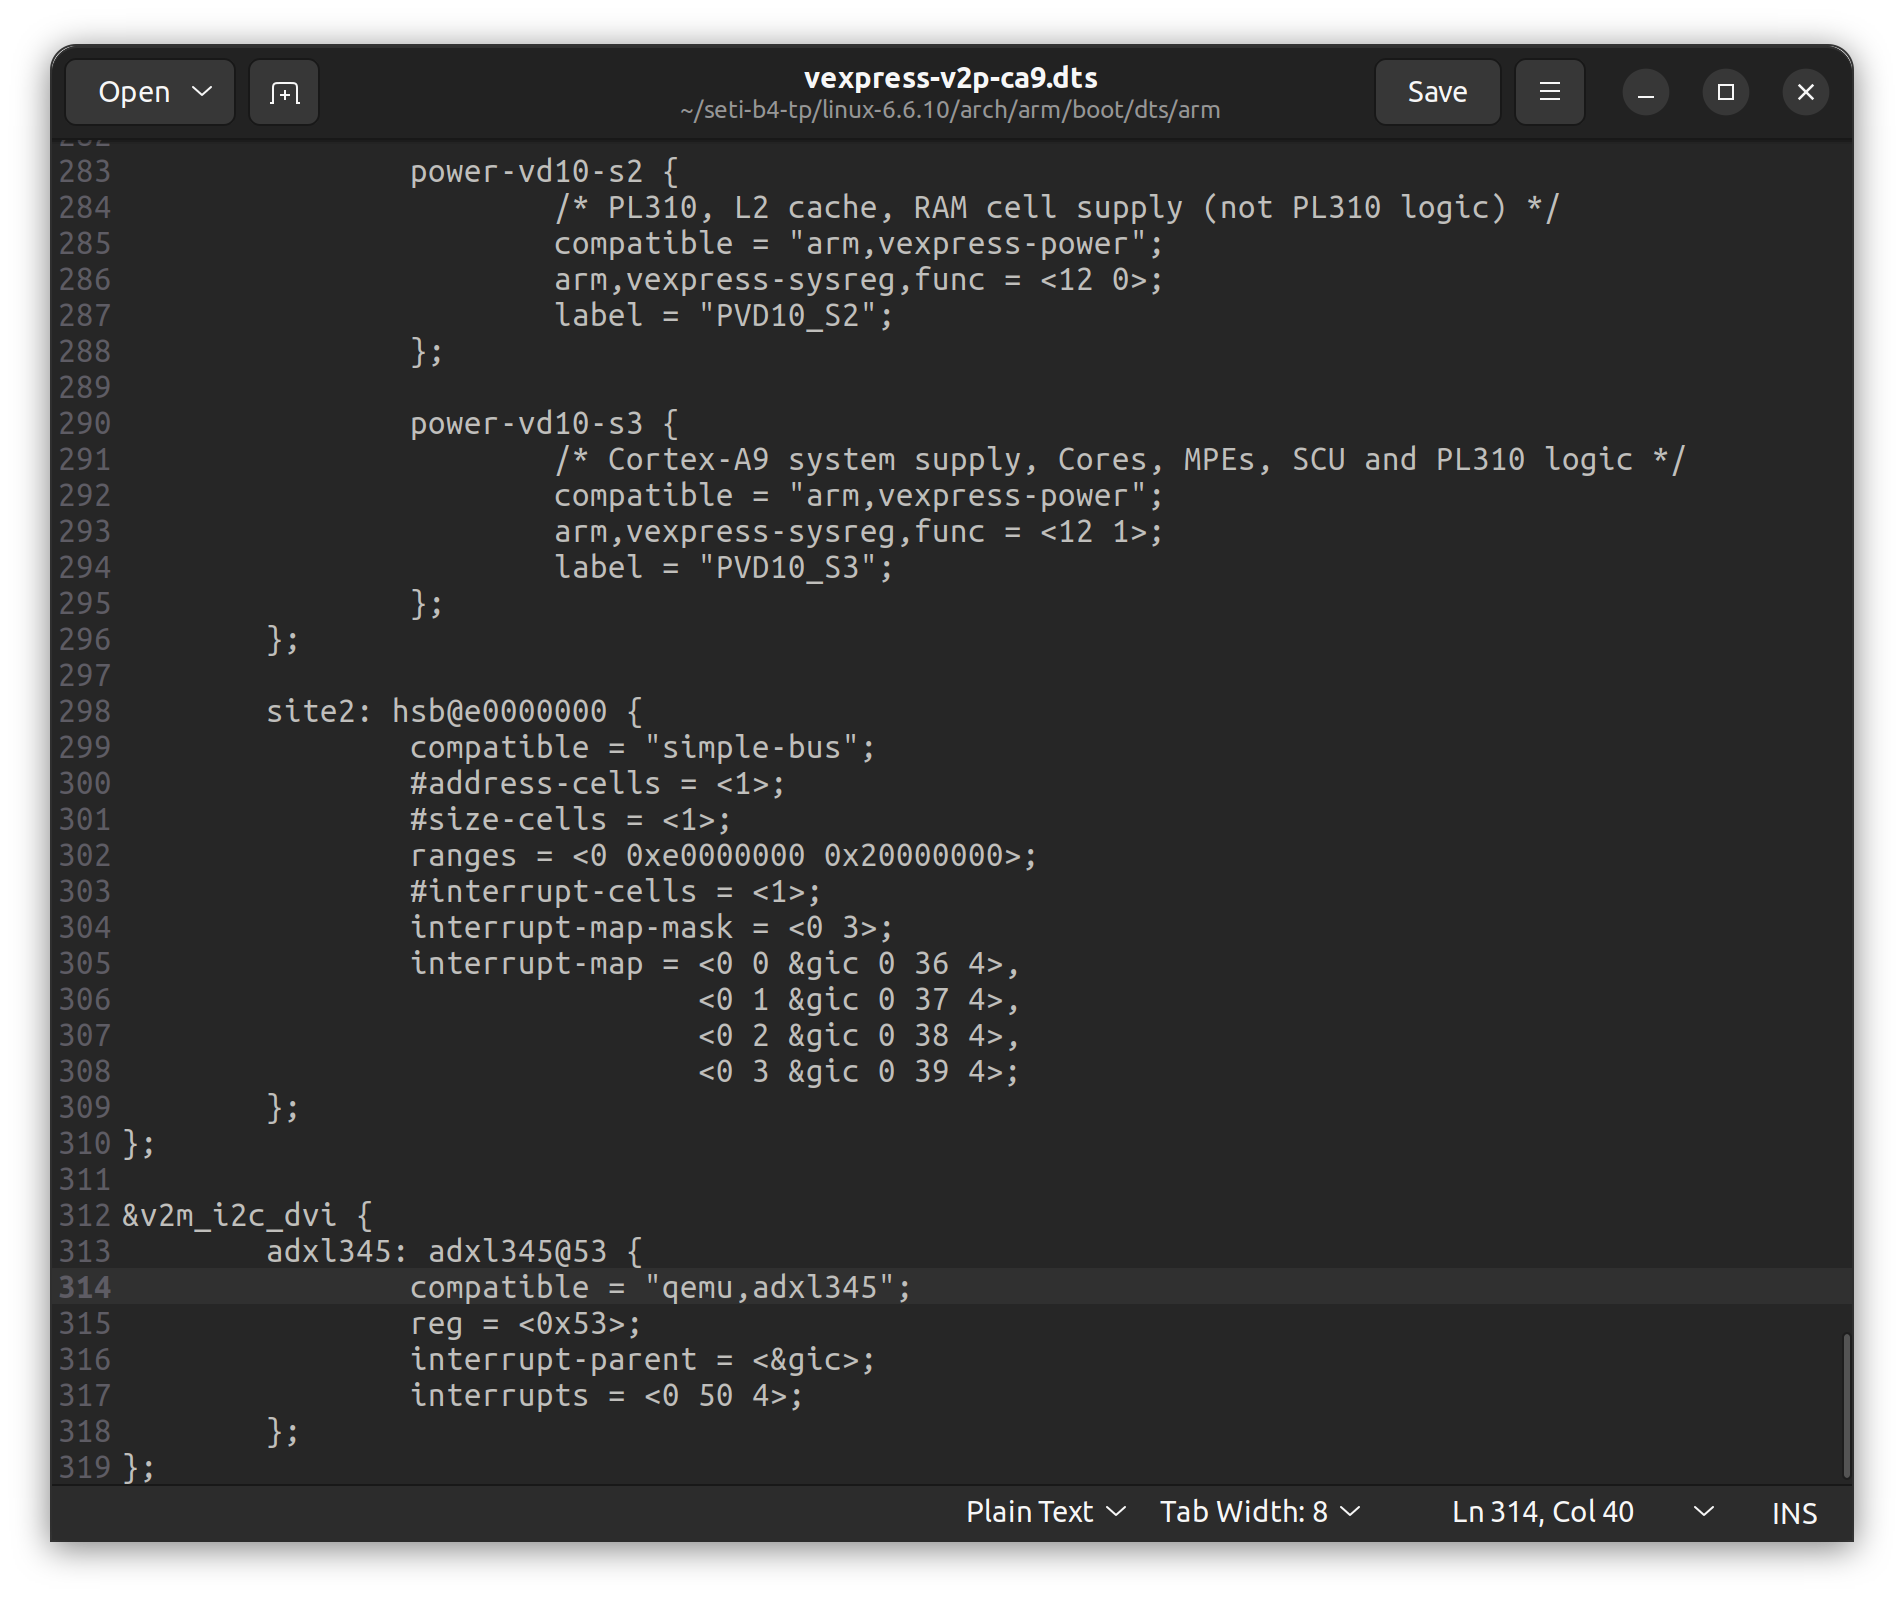 Open
vexpress-v2p-ca9.dts
~/seti-b4-tp/linux-6.6.10/arch/arm/boot/dts/arm
Save
282
283                 power-vd10-s2 {
284                         /* PL310, L2 cache, RAM cell supply (not PL310 logic) */
285                         compatible = "arm,vexpress-power";
286                         arm,vexpress-sysreg,func = <12 0>;
287                         label = "PVD10_S2";
288                 };
289
290                 power-vd10-s3 {
291                         /* Cortex-A9 system supply, Cores, MPEs, SCU and PL310 logic */
292                         compatible = "arm,vexpress-power";
293                         arm,vexpress-sysreg,func = <12 1>;
294                         label = "PVD10_S3";
295                 };
296         };
297
298         site2: hsb@e0000000 {
299                 compatible = "simple-bus";
300                 #address-cells = <1>;
301                 #size-cells = <1>;
302                 ranges = <0 0xe0000000 0x20000000>;
303                 #interrupt-cells = <1>;
304                 interrupt-map-mask = <0 3>;
305                 interrupt-map = <0 0 &gic 0 36 4>,
306                                 <0 1 &gic 0 37 4>,
307                                 <0 2 &gic 0 38 4>,
308                                 <0 3 &gic 0 39 4>;
309         };
310 };
311
312 &v2m_i2c_dvi {
313         adxl345: adxl345@53 {
314                 compatible = "qemu,adxl345";
315                 reg = <0x53>;
316                 interrupt-parent = <&gic>;
317                 interrupts = <0 50 4>;
318         };
319 };
Plain Text Tab Width: 8 Ln 314, Col 40 INS